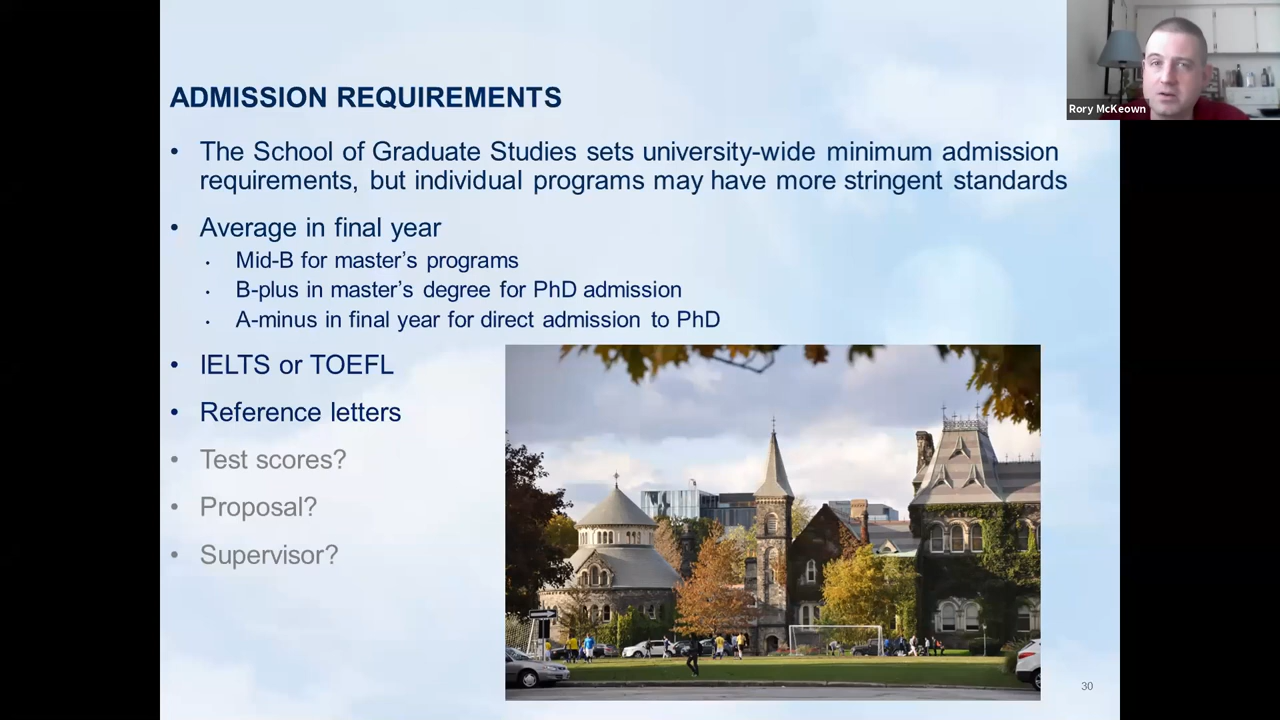 ADMISSION REQUIREMENTS
• The School of Graduate Studies sets university-wide minimum admission
requirements, but individual programs may have more stringent standards
• Average in final year
• Mid-B for master’s programs
• B-plus in master’s degree for PhD admission
• A-minus in final year for direct admission to PhD
• IELTS or TOEFL
• Reference letters
• Test scores?
• Proposal?
• Supervisor?
30
Rory McKeown